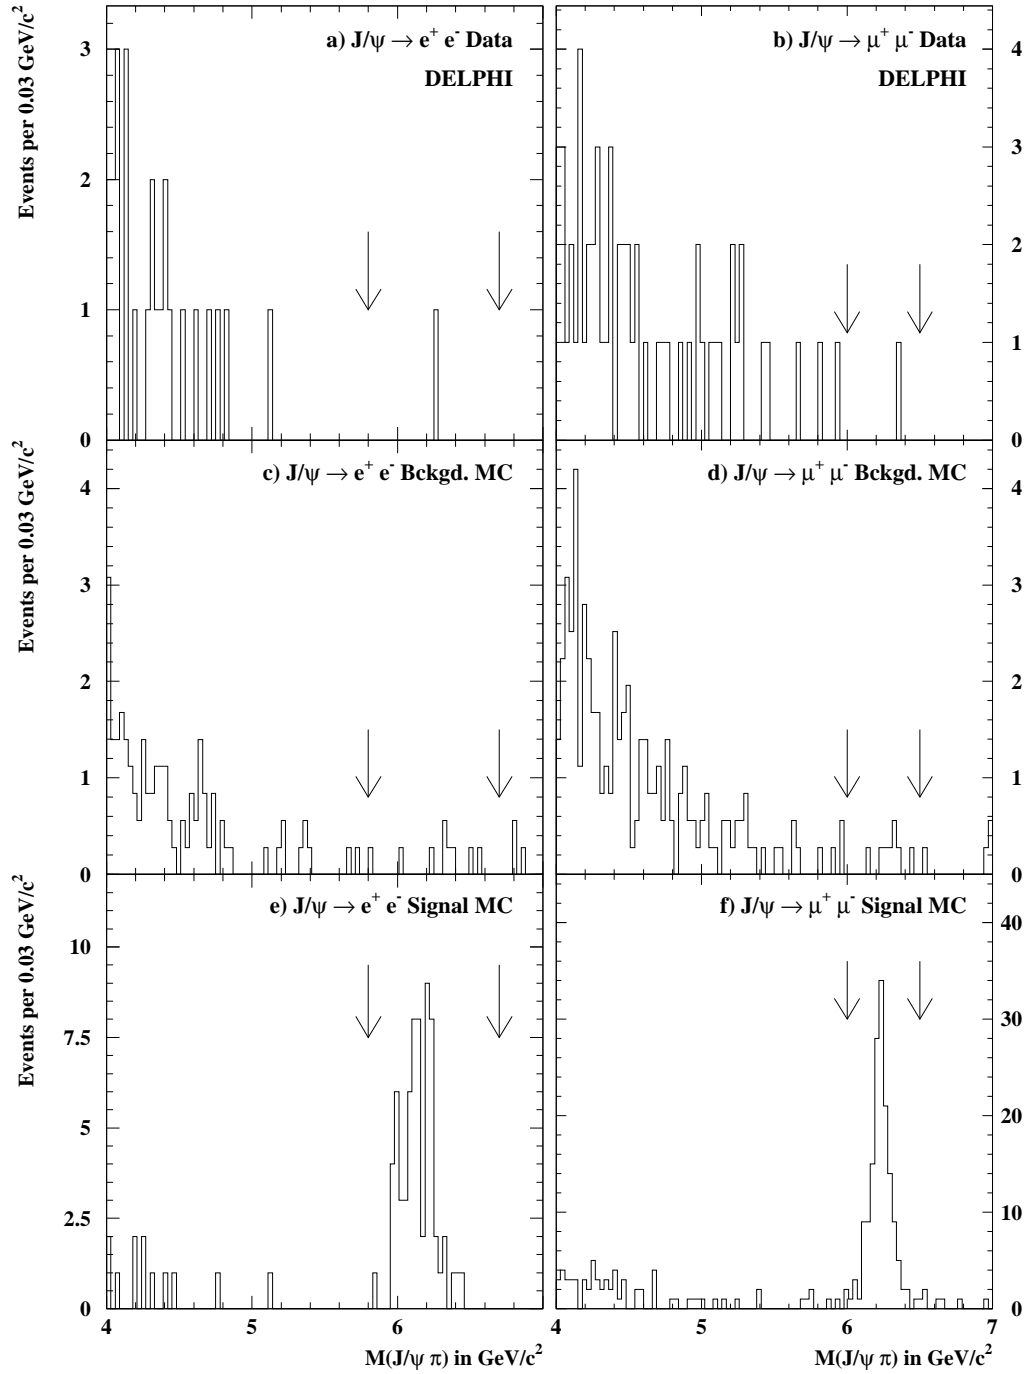 a) J/ψ → e⁺ e⁻ Data
DELPHI
Events per 0.03 GeV/c²
3
2
1
0
b) J/ψ → μ⁺ μ⁻ Data
DELPHI
4
3
2
1
0
c) J/ψ → e⁺ e⁻ Bckgd. MC
Events per 0.03 GeV/c²
4
3
2
1
0
d) J/ψ → μ⁺ μ⁻ Bckgd. MC
4
3
2
1
0
e) J/ψ → e⁺ e⁻ Signal MC
Events per 0.03 GeV/c²
10
7.5
5
2.5
0
4
5
6
M(J/ψ π) in GeV/c²
f) J/ψ → μ⁺ μ⁻ Signal MC
40
30
20
10
0
4
5
6
7
M(J/ψ π) in GeV/c²